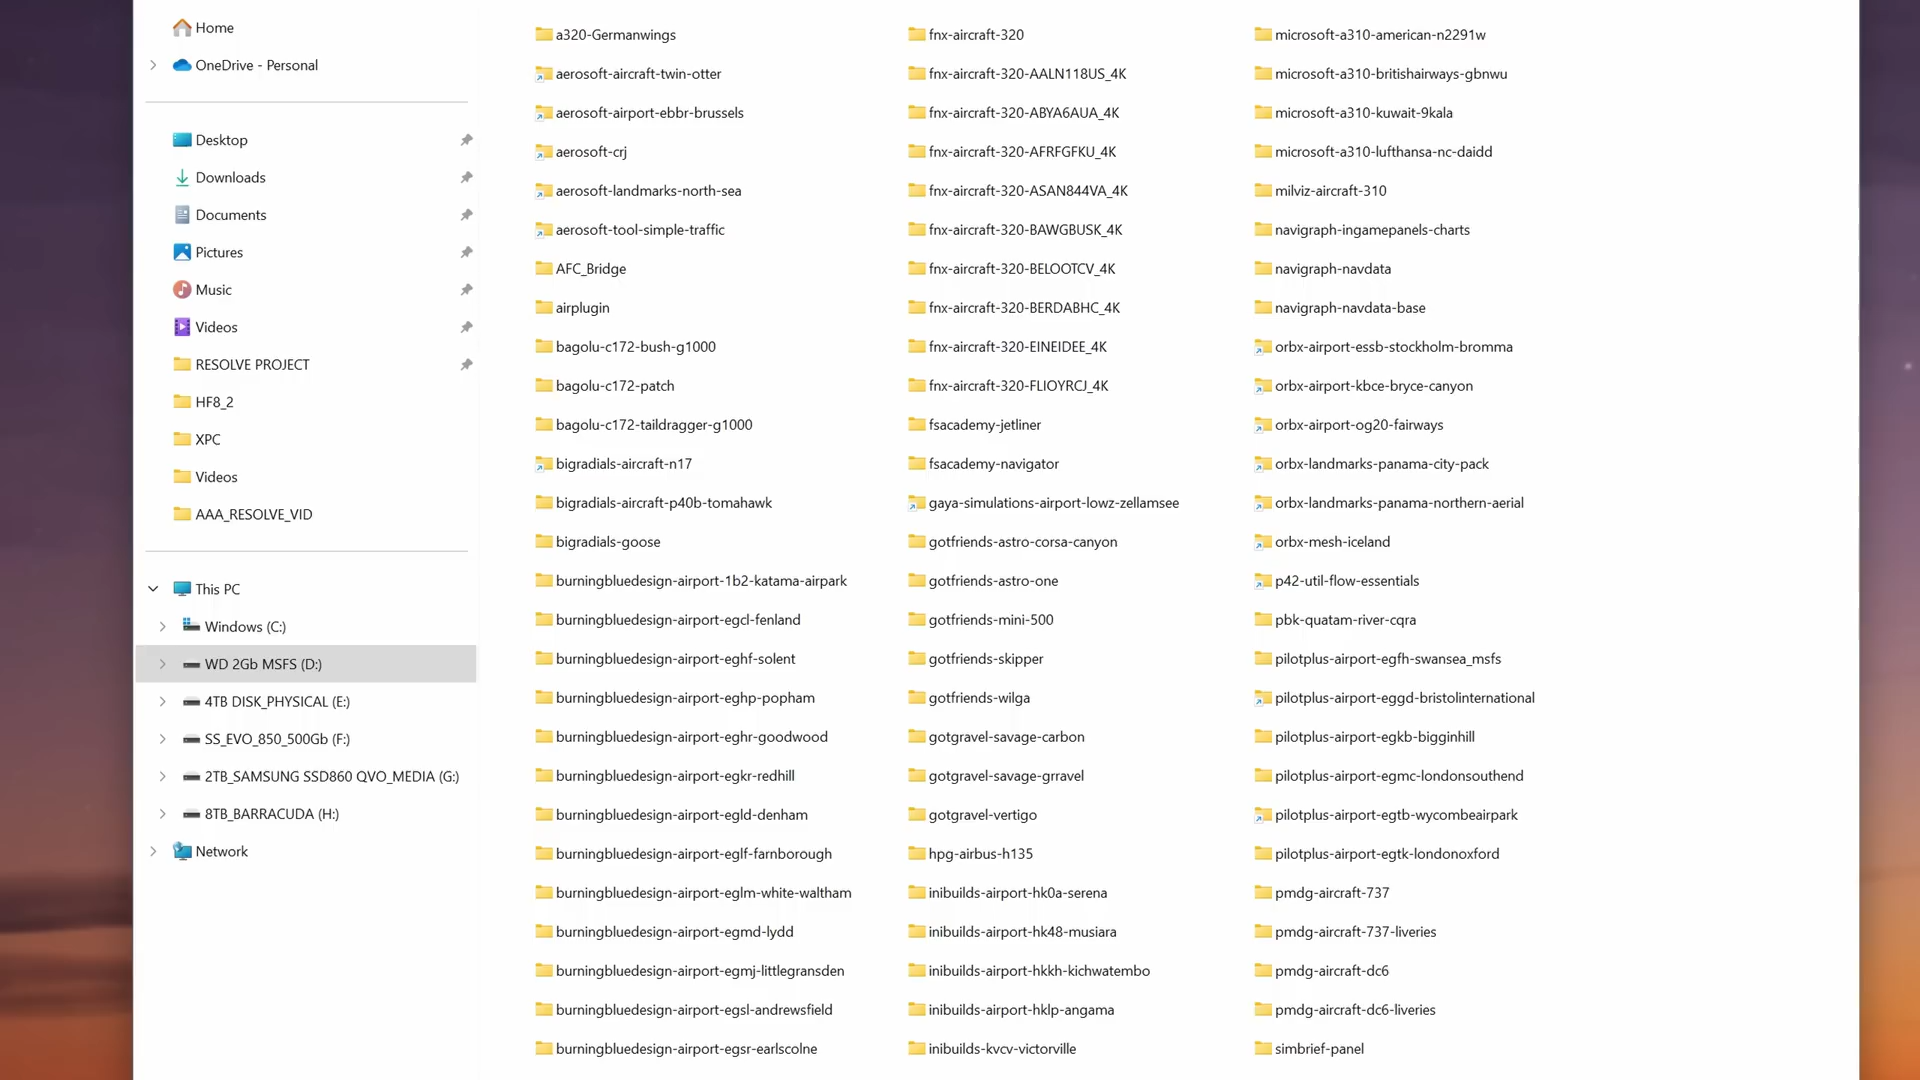 Home
OneDrive - Personal
Desktop
Downloads
Documents
Pictures
Music
Videos
RESOLVE PROJECT
HF8_2
XPC
Videos
AAA_RESOLVE_VID
This PC
Windows (C:)
WD 2Gb MSFS (D:)
4TB DISK_PHYSICAL (E:)
SS_EVO_850_500Gb (F:)
2TB_SAMSUNG SSD860 QVO_MEDIA (G:)
8TB_BARRACUDA (H:)
Network
a320-Germanwings
aerosoft-aircraft-twin-otter
aerosoft-airport-ebbr-brussels
aerosoft-crj
aerosoft-landmarks-north-sea
aerosoft-tool-simple-traffic
AFC_Bridge
airplugin
bagolu-c172-bush-g1000
bagolu-c172-patch
bagolu-c172-taildragger-g1000
bigradials-aircraft-n17
bigradials-aircraft-p40b-tomahawk
bigradials-goose
burningbluedesign-airport-1b2-katama-airpark
burningbluedesign-airport-egcl-fenland
burningbluedesign-airport-eghf-solent
burningbluedesign-airport-eghp-popham
burningbluedesign-airport-eghr-goodwood
burningbluedesign-airport-egkr-redhill
burningbluedesign-airport-egld-denham
burningbluedesign-airport-eglf-farnborough
burningbluedesign-airport-eglm-white-waltham
burningbluedesign-airport-egmd-lydd
burningbluedesign-airport-egmj-littlegransden
burningbluedesign-airport-egsl-andrewsfield
burningbluedesign-airport-egsr-earlscolne
fnx-aircraft-320
fnx-aircraft-320-AALN118US_4K
fnx-aircraft-320-ABYA6AUA_4K
fnx-aircraft-320-AFRFGFKU_4K
fnx-aircraft-320-ASAN844VA_4K
fnx-aircraft-320-BAWGBUSK_4K
fnx-aircraft-320-BELOOTCV_4K
fnx-aircraft-320-BERDABHC_4K
fnx-aircraft-320-EINEIDEE_4K
fnx-aircraft-320-FLIOYRCJ_4K
fsacademy-jetliner
fsacademy-navigator
gaya-simulations-airport-lowz-zellamsee
gotfriends-astro-corsa-canyon
gotfriends-astro-one
gotfriends-mini-500
gotfriends-skipper
gotfriends-wilga
gotgravel-savage-carbon
gotgravel-savage-grravel
gotgravel-vertigo
hpg-airbus-h135
inibuilds-airport-hk0a-serena
inibuilds-airport-hk48-musiara
inibuilds-airport-hkkh-kichwatembo
inibuilds-airport-hklp-angama
inibuilds-kvcv-victorville
microsoft-a310-american-n2291w
microsoft-a310-britishairways-gbnwu
microsoft-a310-kuwait-9kala
microsoft-a310-lufthansa-nc-daidd
milviz-aircraft-310
navigraph-ingamepanels-charts
navigraph-navdata
navigraph-navdata-base
orbx-airport-essb-stockholm-bromma
orbx-airport-kbce-bryce-canyon
orbx-airport-og20-fairways
orbx-landmarks-panama-city-pack
orbx-landmarks-panama-northern-aerial
orbx-mesh-iceland
p42-util-flow-essentials
pbk-quatam-river-cqra
pilotplus-airport-egfh-swansea_msfs
pilotplus-airport-eggd-bristolinternational
pilotplus-airport-egkb-bigginhill
pilotplus-airport-egmc-londonsouthend
pilotplus-airport-egtb-wycombeairpark
pilotplus-airport-egtk-londonoxford
pmdg-aircraft-737
pmdg-aircraft-737-liveries
pmdg-aircraft-dc6
pmdg-aircraft-dc6-liveries
simbrief-panel